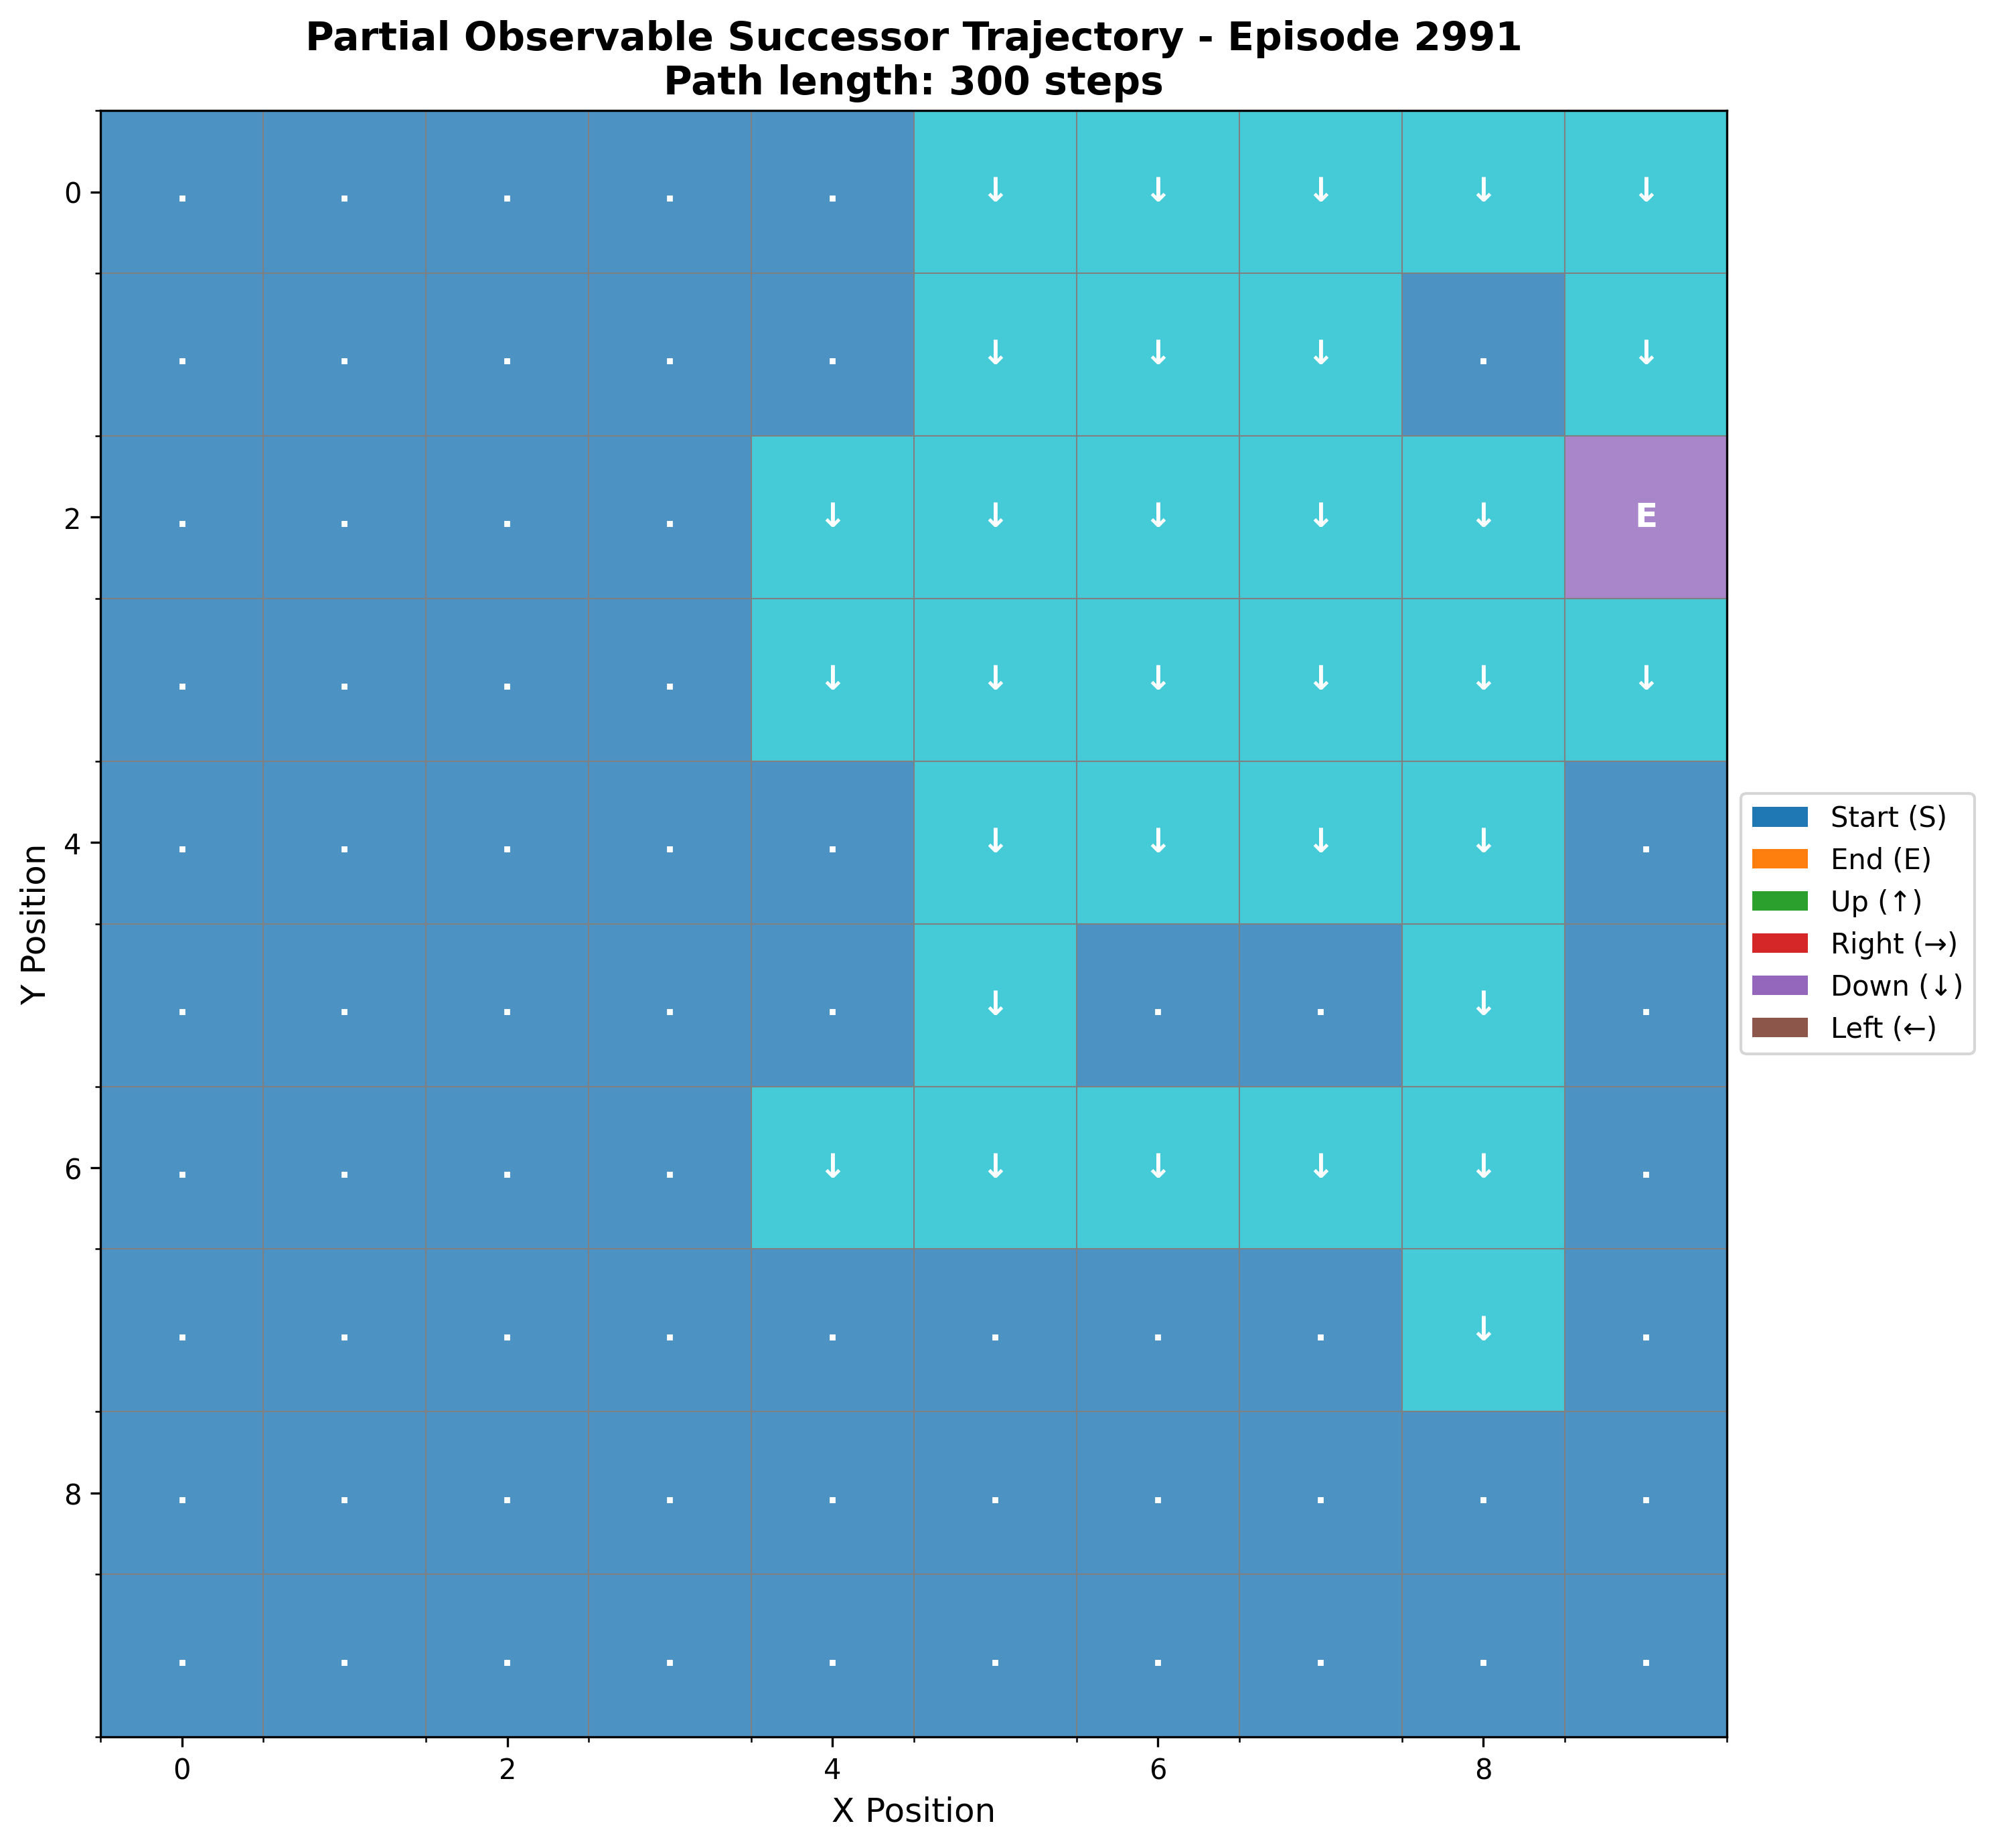 Partial Observable Successor Trajectory - Episode 2991
Path length: 300 steps
0 . . . . . ↓ ↓ ↓ ↓ ↓
. . . . . ↓ ↓ ↓ . ↓
2 . . . . ↓ ↓ ↓ ↓ ↓ E
. . . . ↓ ↓ ↓ ↓ ↓ ↓
4 . . . . . ↓ ↓ ↓ ↓ .
. . . . . ↓ . . ↓ .
6 . . . . ↓ ↓ ↓ ↓ ↓ .
. . . . . . . . ↓ .
8 . . . . . . . . . .
. . . . . . . . . .
0 2 4 6 8
X Position
Y Position
Start (S)
End (E)
Up (↑)
Right (→)
Down (↓)
Left (←)